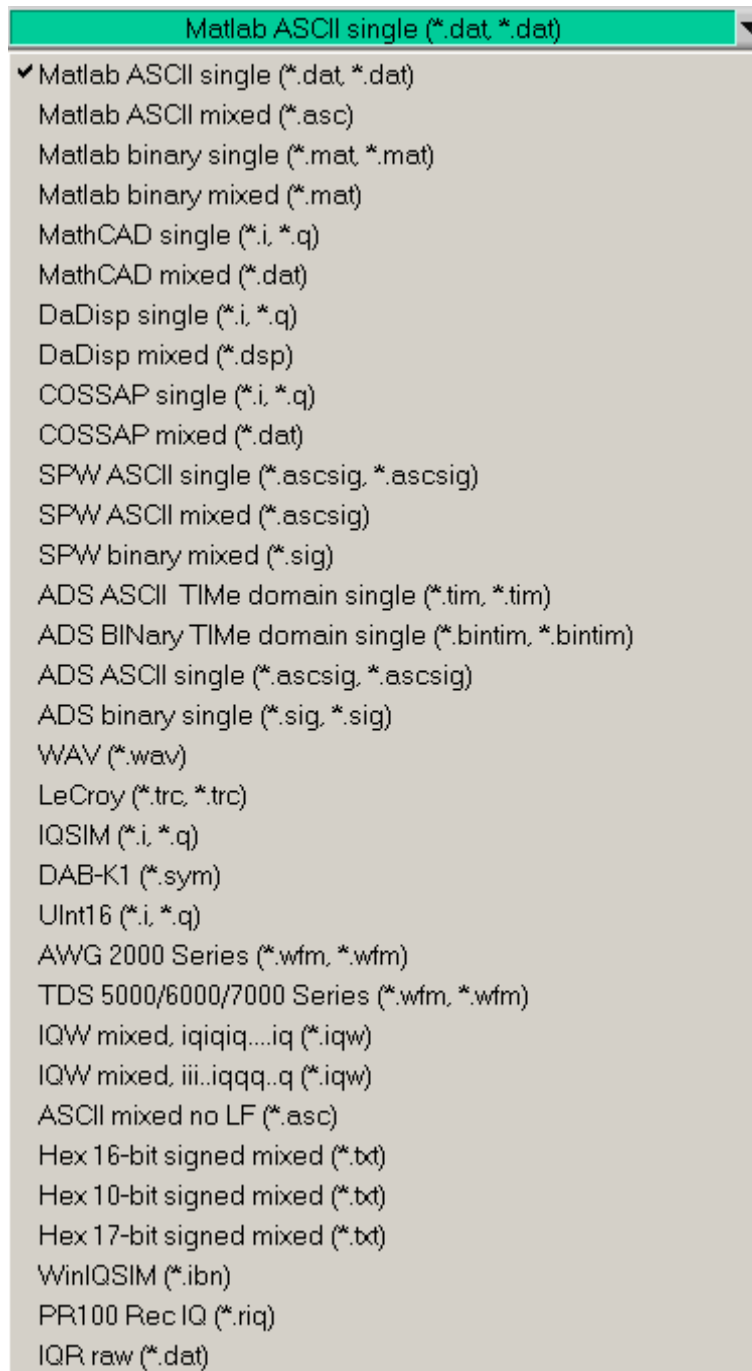 Matlab ASCII single (*.dat, *.dat)
Matlab ASCII single (*.dat, *.dat)
Matlab ASCII mixed (*.asc)
Matlab binary single (*.mat, *.mat)
Matlab binary mixed (*.mat)
MathCAD single (*.i, *.q)
MathCAD mixed (*.dat)
DaDisp single (*.i, *.q)
DaDisp mixed (*.dsp)
COSSAP single (*.i, *.q)
COSSAP mixed (*.dat)
SPW ASCII single (*.ascsig, *.ascsig)
SPW ASCII mixed (*.ascsig)
SPW binary mixed (*.sig)
ADS ASCII  TIMe domain single (*.tim, *.tim)
ADS BINary TIMe domain single (*.bintim, *.bintim)
ADS ASCII single (*.ascsig, *.ascsig)
ADS binary single (*.sig, *.sig)
WAV (*.wav)
LeCroy (*.trc, *.trc)
IQSIM (*.i, *.q)
DAB-K1 (*.sym)
UInt16 (*.i, *.q)
AWG 2000 Series (*.wfm, *.wfm)
TDS 5000/6000/7000 Series (*.wfm, *.wfm)
IQW mixed, iqiqiq....iq (*.iqw)
IQW mixed, iii..iqqq..q (*.iqw)
ASCII mixed no LF (*.asc)
Hex 16-bit signed mixed (*.txt)
Hex 10-bit signed mixed (*.txt)
Hex 17-bit signed mixed (*.txt)
WinIQSIM (*.ibn)
PR100 Rec IQ (*.riq)
IQR raw (*.dat)